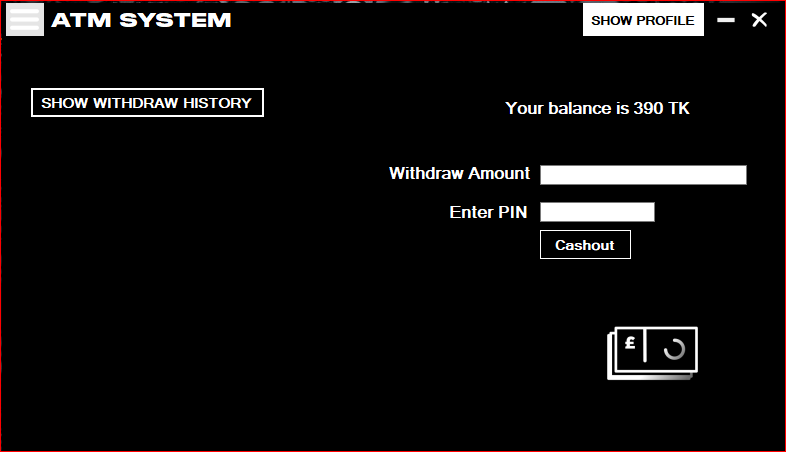 ATM SYSTEM
SHOW PROFILE
SHOW WITHDRAW HISTORY
Your balance is 390 TK
Withdraw Amount
Enter PIN
Cashout
£